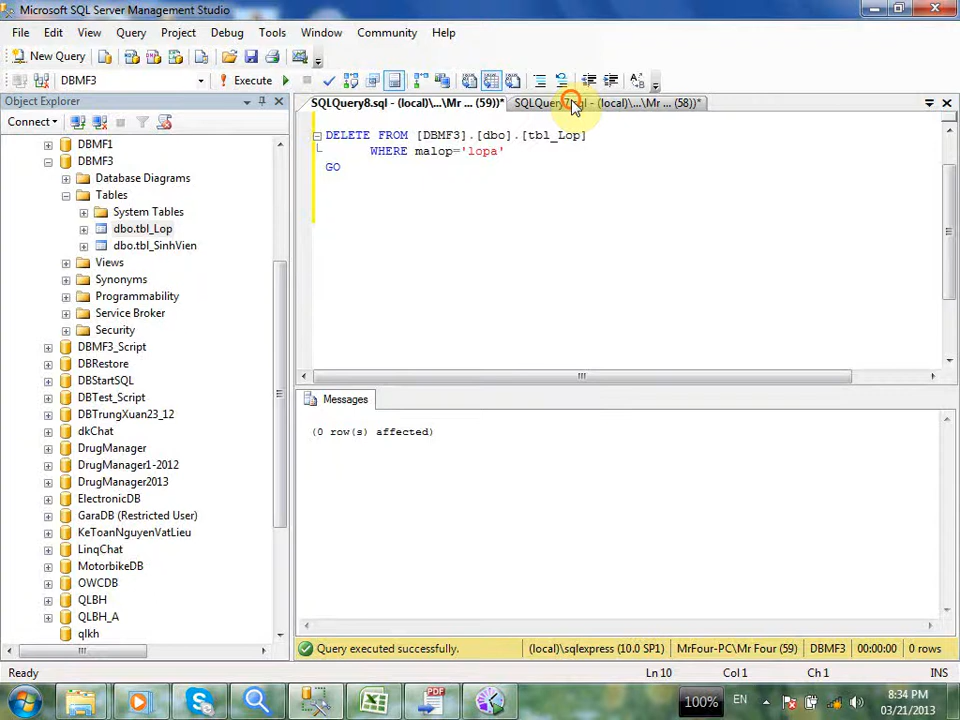 Microsoft SQL Server Management Studio
File Edit View Query Project Debug Tools Window Community Help
New Query
DBMF3 Execute
Object Explorer
SQLQuery8.sql - (local)\...\Mr ... (59))* - (local)\...\Mr ... (58))*
Connect
DBMF1
DBMF3
Database Diagrams
Tables
System Tables
dbo.tbl_Lop
dbo.tbl_SinhVien
Views
Synonyms
Programmability
Service Broker
Security
DBMF3_Script
DBRestore
DBStartSQL
DBTest_Script
DBTrungXuan23_12
dkChat
DrugManager
DrugManager1-2012
DrugManager2013
ElectronicDB
GaraDB (Restricted User)
KeToanNguyenVatLieu
LinqChat
MotorbikeDB
OWCDB
QLBH
QLBH_A
qlkh
DELETE FROM [DBMF3].[dbo].[tbl_Lop]
WHERE malop='lopa'
GO
Messages
(0 row(s) affected)
Query executed successfully. (local)\sqlexpress (10.0 SP1) MrFour-PC\Mr Four (59) DBMF3 00:00:00 0 rows
Ready Ln 10 Col 1 Ch 1 INS
100% EN 8:34 PM
03/21/2013